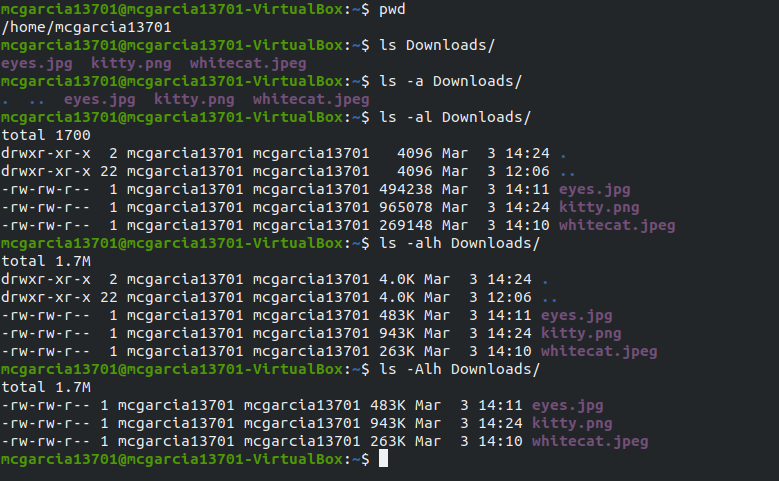 mcgarcia13701@mcgarcia13701-VirtualBox:~$ pwd
/home/mcgarcia13701
mcgarcia13701@mcgarcia13701-VirtualBox:~$ ls Downloads/
eyes.jpg  kitty.png  whitecat.jpeg
mcgarcia13701@mcgarcia13701-VirtualBox:~$ ls -a Downloads/
.  ..  eyes.jpg  kitty.png  whitecat.jpeg
mcgarcia13701@mcgarcia13701-VirtualBox:~$ ls -al Downloads/
total 1700
drwxr-xr-x  2 mcgarcia13701 mcgarcia13701   4096 Mar  3 14:24 .
drwxr-xr-x 22 mcgarcia13701 mcgarcia13701   4096 Mar  3 12:06 ..
-rw-rw-r--  1 mcgarcia13701 mcgarcia13701 494238 Mar  3 14:11 eyes.jpg
-rw-rw-r--  1 mcgarcia13701 mcgarcia13701 965078 Mar  3 14:24 kitty.png
-rw-rw-r--  1 mcgarcia13701 mcgarcia13701 269148 Mar  3 14:10 whitecat.jpeg
mcgarcia13701@mcgarcia13701-VirtualBox:~$ ls -alh Downloads/
total 1.7M
drwxr-xr-x  2 mcgarcia13701 mcgarcia13701 4.0K Mar  3 14:24 .
drwxr-xr-x 22 mcgarcia13701 mcgarcia13701 4.0K Mar  3 12:06 ..
-rw-rw-r--  1 mcgarcia13701 mcgarcia13701 483K Mar  3 14:11 eyes.jpg
-rw-rw-r--  1 mcgarcia13701 mcgarcia13701 943K Mar  3 14:24 kitty.png
-rw-rw-r--  1 mcgarcia13701 mcgarcia13701 263K Mar  3 14:10 whitecat.jpeg
mcgarcia13701@mcgarcia13701-VirtualBox:~$ ls -Alh Downloads/
total 1.7M
-rw-rw-r-- 1 mcgarcia13701 mcgarcia13701 483K Mar  3 14:11 eyes.jpg
-rw-rw-r-- 1 mcgarcia13701 mcgarcia13701 943K Mar  3 14:24 kitty.png
-rw-rw-r-- 1 mcgarcia13701 mcgarcia13701 263K Mar  3 14:10 whitecat.jpeg
mcgarcia13701@mcgarcia13701-VirtualBox:~$